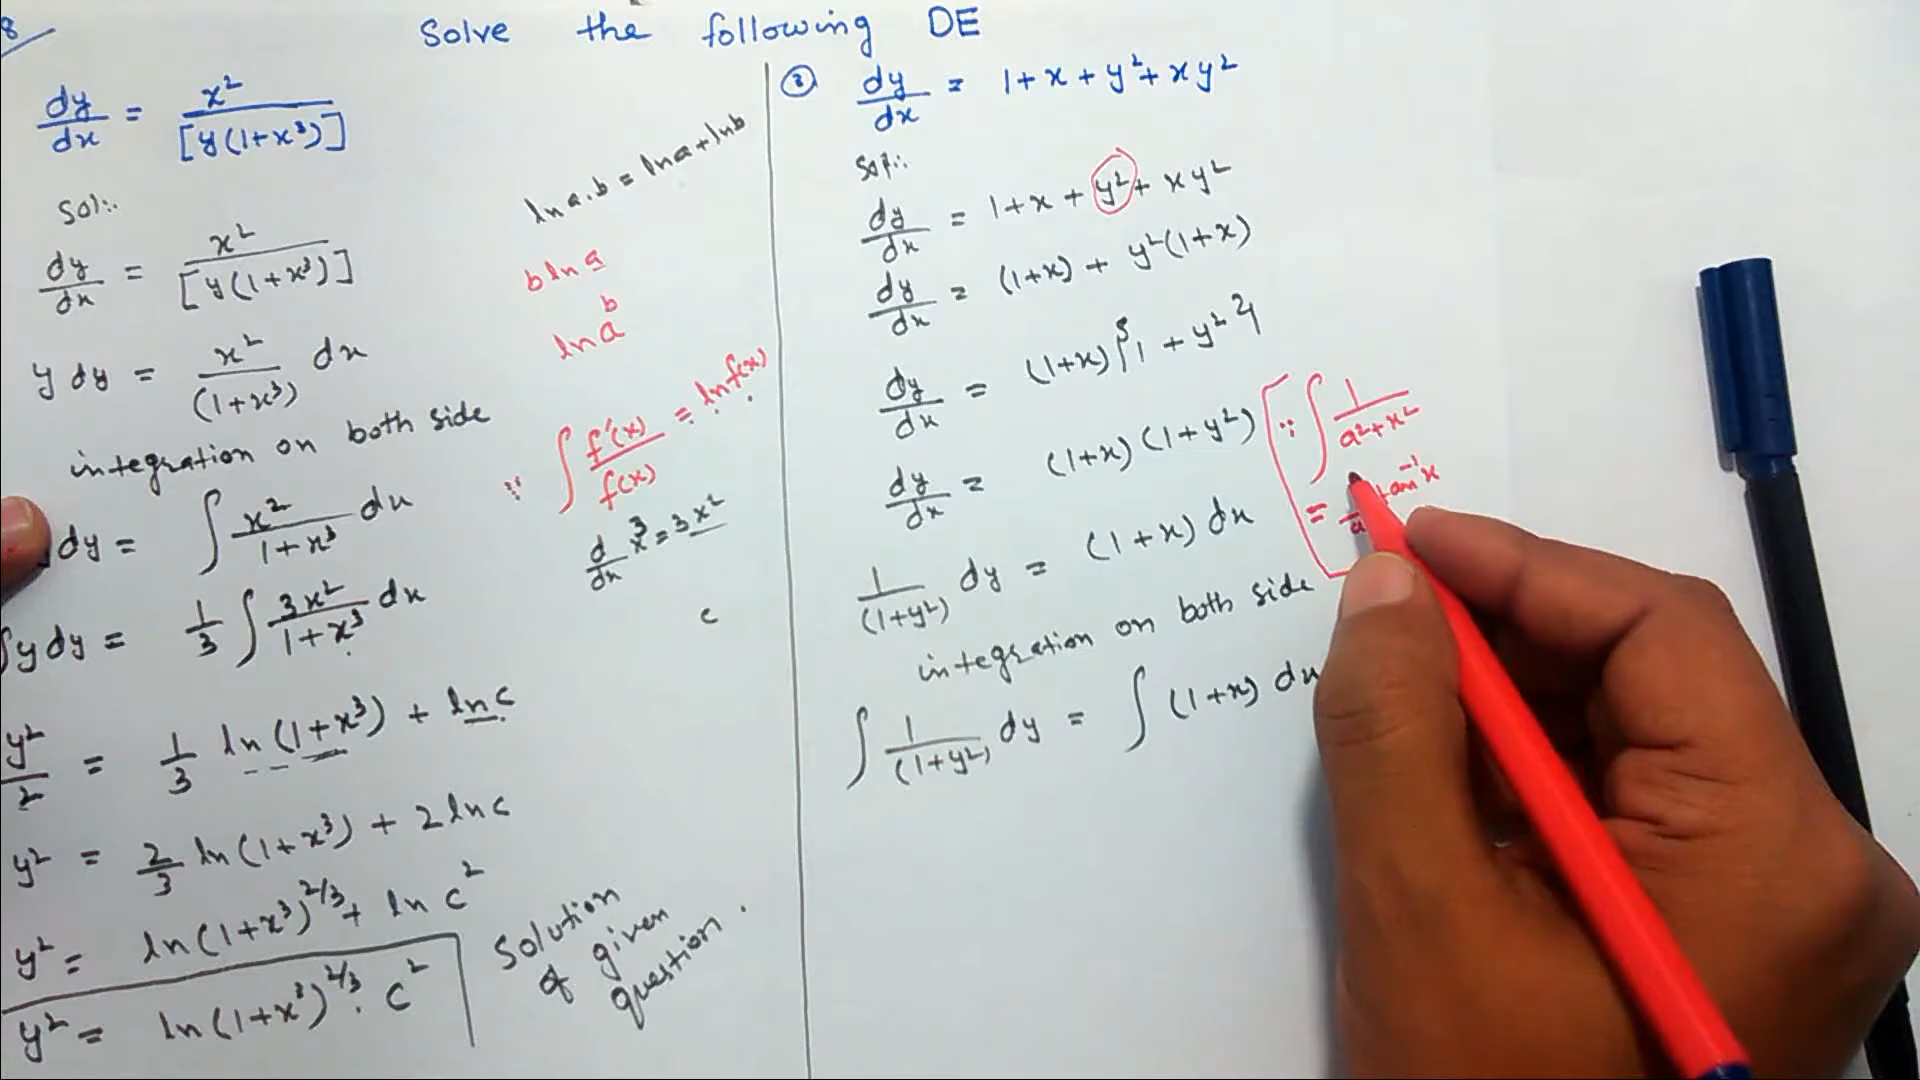 8
Solve the following DE
dy/dx = x²/[y(1+x³)]
Sol:.
dy/dx = x²/[y(1+x³)]
y dy = x²/(1+x³) dx
integration on both side
dy = ∫ x²/1+x³ dx
∫y dy = 1/3 ∫ 3x²/1+x³ dx
y²/2 = 1/3 ln(1+x³) + lnc
y² = 2/3 ln(1+x³) + 2lnc
y² = ln(1+x³)^2/3 + ln c²
y² = ln(1+x³)^2/3 . c²
ln a.b = lna+lnb
b ln a
ln a^b
∵ ∫ f'(x)/f(x) = ln f(x)
d/dx x³ = 3x²
c
Solution
of given
question.
② dy/dx = 1+x+y²+xy²
Sol:.
dy/dx = 1+x+y²+xy²
dy/dx = (1+x) + y²(1+x)
dy/dx = (1+x){1+y²}
dy/dx = (1+x)(1+y²)
1/(1+y²) dy = (1+x) dx
integration on both side
∫ 1/(1+y²) dy = ∫ (1+x) dx
∵ ∫ 1/a²+x²
= 1/a tan⁻¹x